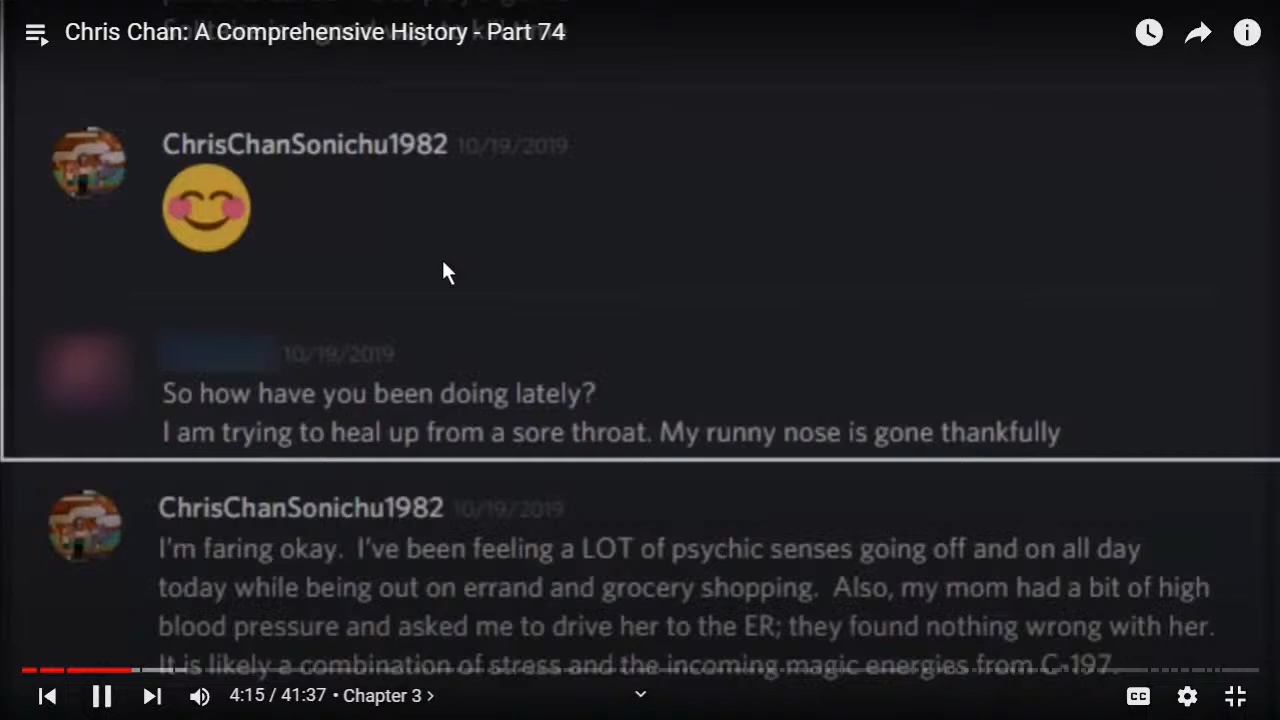 Chris Chan: A Comprehensive History - Part 74
ChrisChanSonichu1982 10/19/2019
10/19/2019
So how have you been doing lately?
I am trying to heal up from a sore throat. My runny nose is gone thankfully
ChrisChanSonichu1982 10/19/2019
I'm faring okay. I've been feeling a LOT of psychic senses going off and on all day
today while being out on errand and grocery shopping. Also, my mom had a bit of high
blood pressure and asked me to drive her to the ER; they found nothing wrong with her.
It is likely a combination of stress and the incoming magic energies from C-197.
4:15 / 41:37 • Chapter 3 >
CC